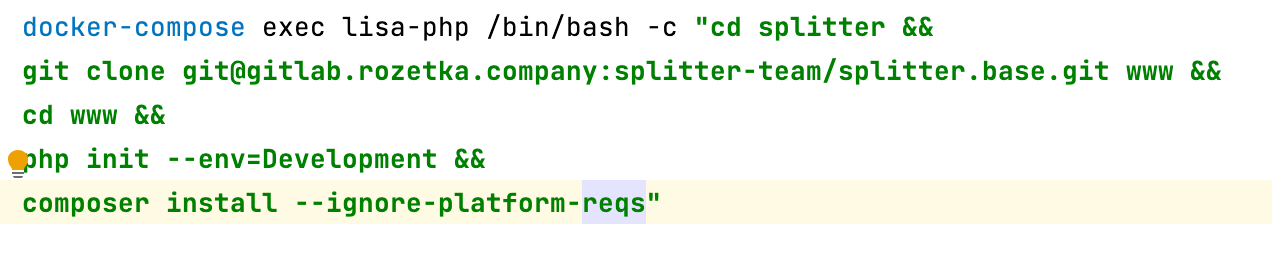 docker-compose exec lisa-php /bin/bash -c "cd splitter &&
git clone git@gitlab.rozetka.company:splitter-team/splitter.base.git www &&
cd www &&
php init --env=Development &&
composer install --ignore-platform-reqs"